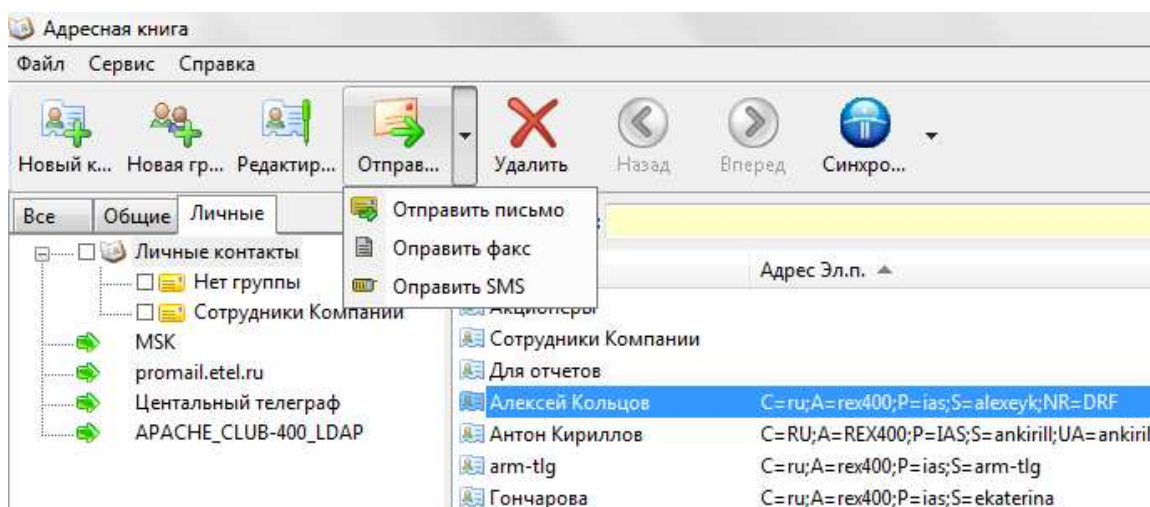 Адресная книга
Файл Сервис Справка
Новый к... Новая гр... Редактир... Отправ... Удалить Назад Вперед Синхро...
Все Общие Личные
Отправить письмо
Оправить факс
Оправить SMS
:
Личные контакты
Нет группы
Сотрудники Компании
MSK
promail.etel.ru
Центальный телеграф
APACHE_CLUB-400_LDAP
Адрес Эл.п.
Акционеры
Сотрудники Компании
Для отчетов
Алексей Кольцов C=ru;A=rex400;P=ias;S=alexeyk;NR=DRF
Антон Кириллов C=RU;A=REX400;P=IAS;S=ankirill;UA=ankiril
arm-tlg C=ru;A=rex400;P=ias;S=arm-tlg
Гончарова C=ru;A=rex400;P=ias;S=ekaterina